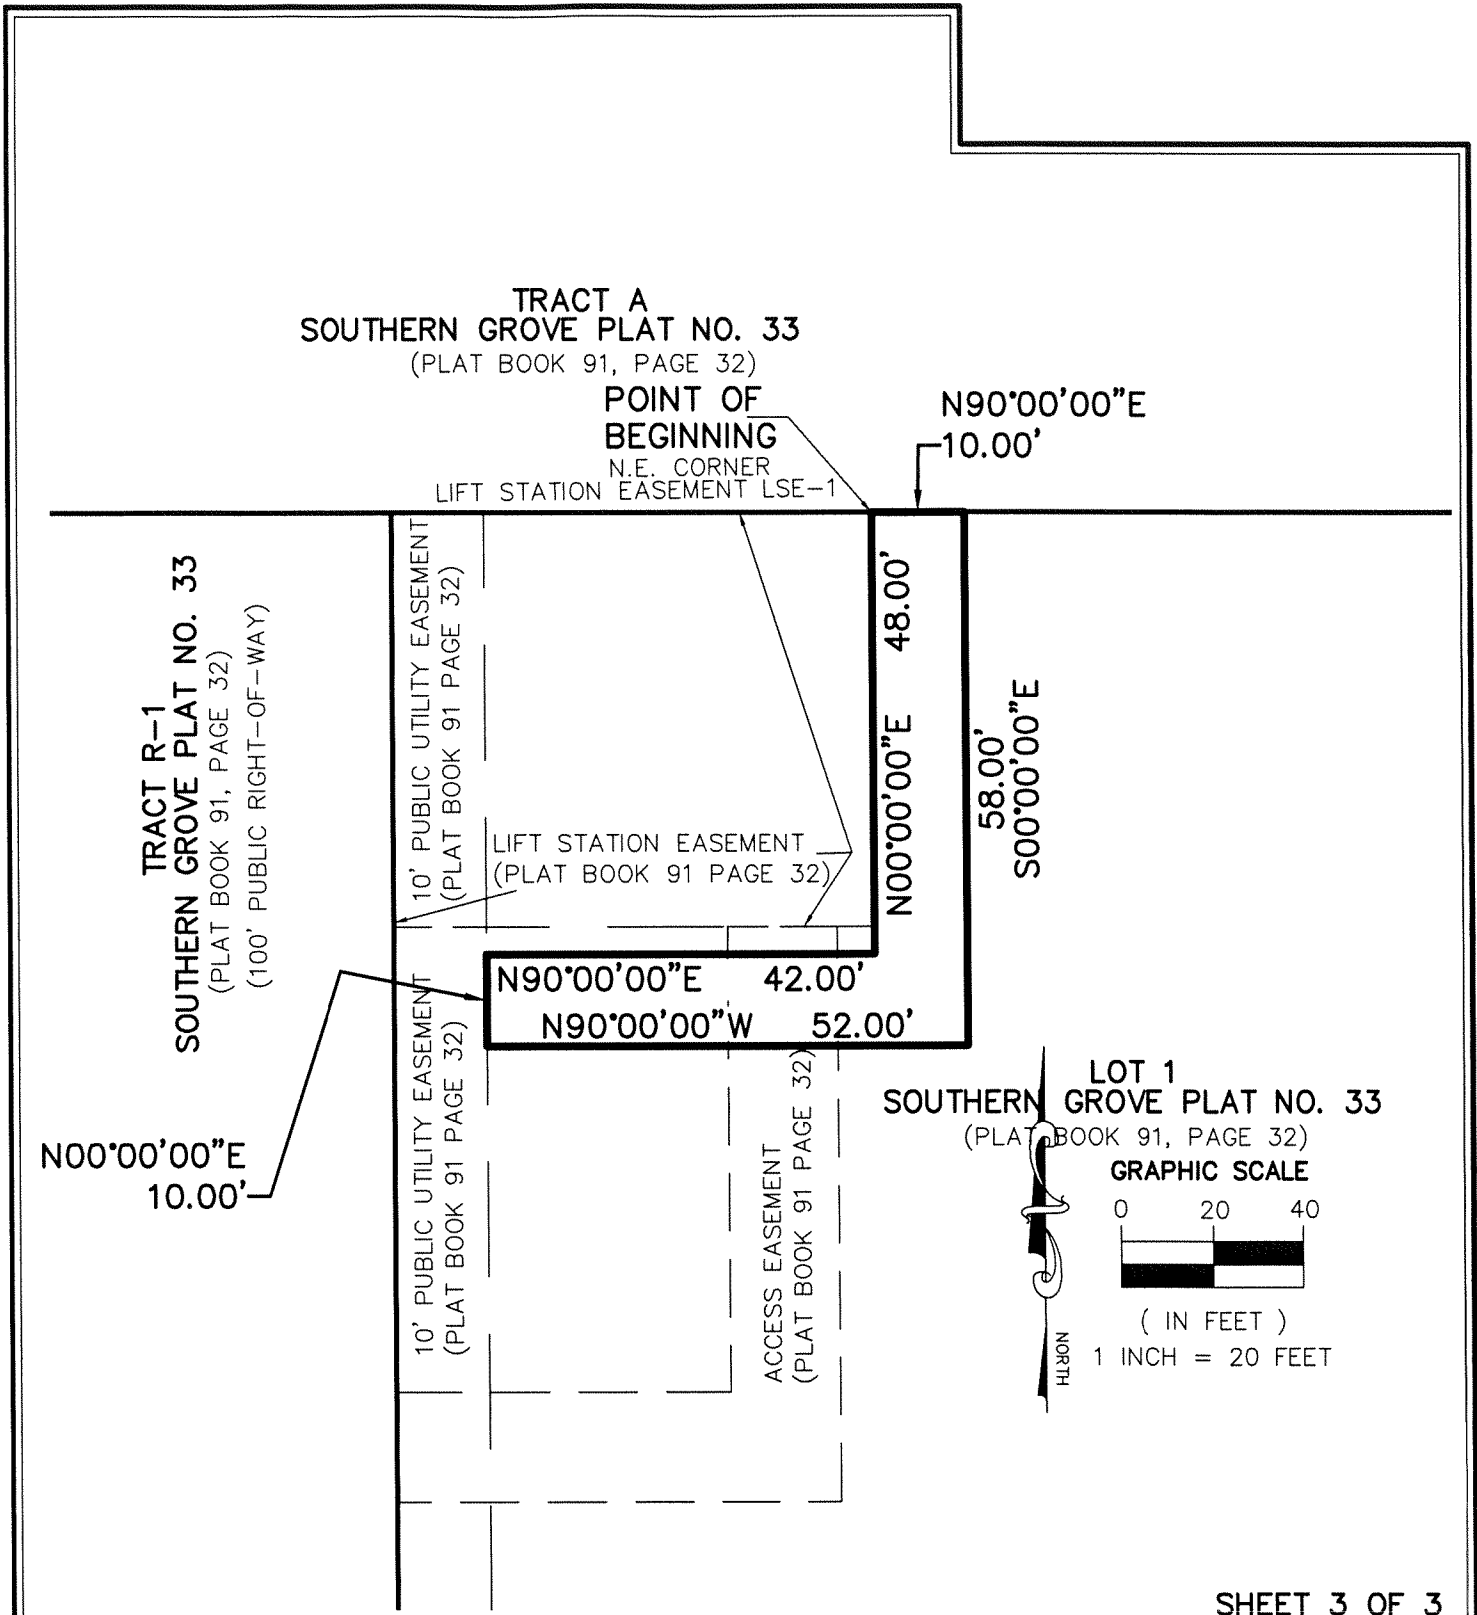 TRACT A
SOUTHERN GROVE PLAT NO. 33
(PLAT BOOK 91, PAGE 32)
POINT OF
BEGINNING
N.E. CORNER
LIFT STATION EASEMENT LSE-1
N90°00'00"E
10.00'
TRACT R-1
SOUTHERN GROVE PLAT NO. 33
(PLAT BOOK 91, PAGE 32)
(100' PUBLIC RIGHT-OF-WAY)
10' PUBLIC UTILITY EASEMENT
(PLAT BOOK 91 PAGE 32)
N00°00'00"E 48.00'
58.00'
S00°00'00"E
LIFT STATION EASEMENT
(PLAT BOOK 91 PAGE 32)
N90°00'00"E 42.00'
N90°00'00"W 52.00'
N00°00'00"E
10.00'
10' PUBLIC UTILITY EASEMENT
(PLAT BOOK 91 PAGE 32)
ACCESS EASEMENT
(PLAT BOOK 91 PAGE 32)
LOT 1
SOUTHERN GROVE PLAT NO. 33
(PLAT BOOK 91, PAGE 32)
GRAPHIC SCALE
0 20 40
( IN FEET )
1 INCH = 20 FEET
NORTH
SHEET 3 OF 3